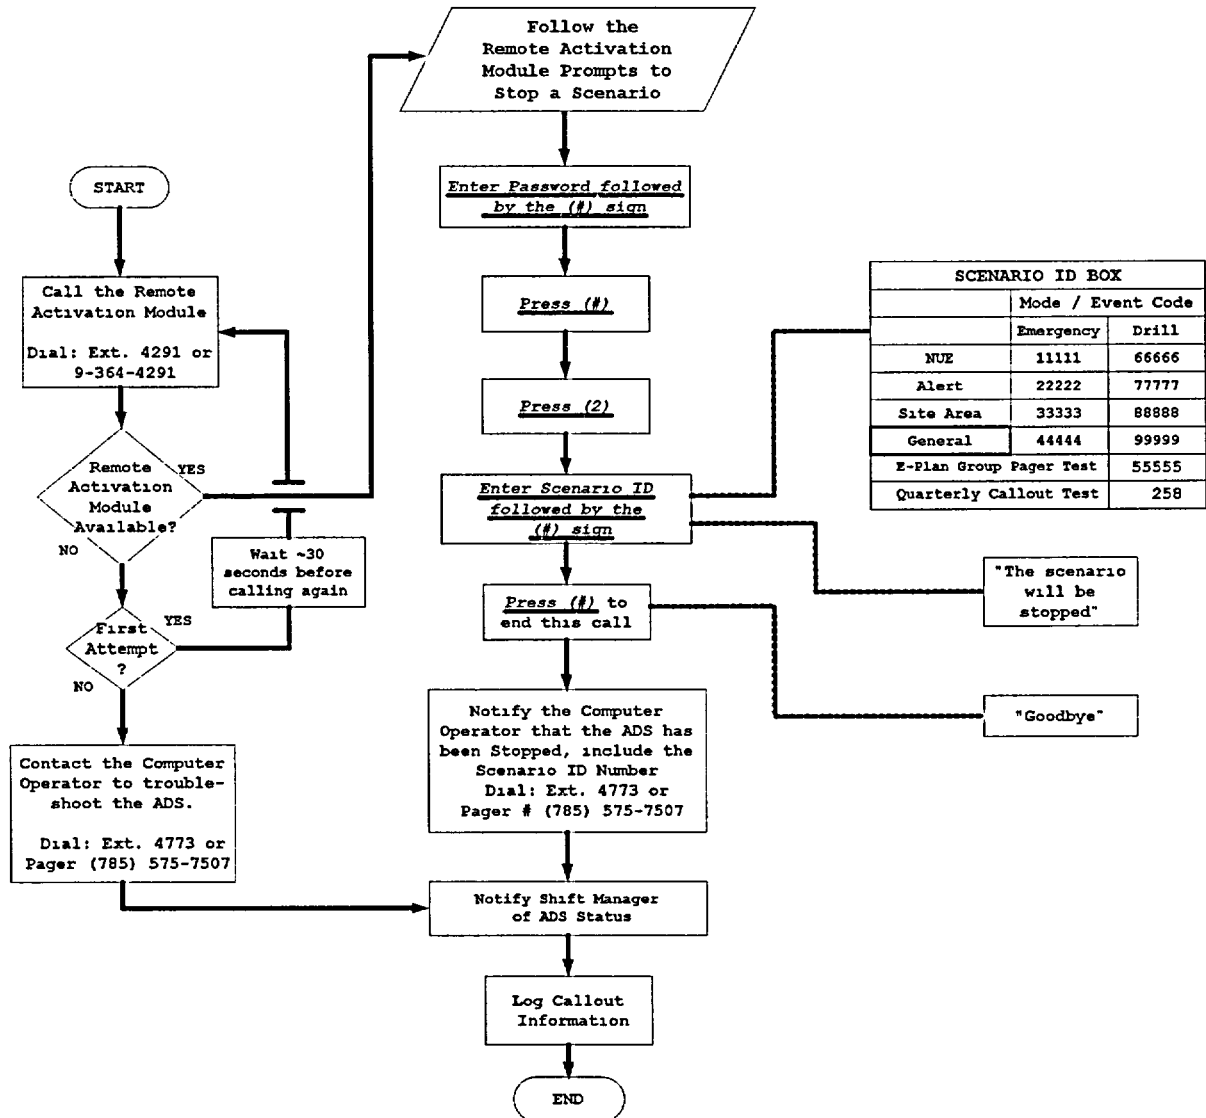 Follow the
Remote Activation
Module Prompts to
Stop a Scenario
START
Enter Password followed
by the (#) sign
Call the Remote
Activation Module
Dial: Ext. 4291 or
9-364-4291
Press (#)
SCENARIO ID BOX
Mode / Event Code
Emergency Drill
NUE 11111 66666
Alert 22222 77777
Site Area 33333 88888
General 44444 99999
E-Plan Group Pager Test 55555
Quarterly Callout Test 258
Press (2)
Remote
Activation
Module
Available?
YES
NO
Enter Scenario ID
followed by the
(#) sign
Wait ~30
seconds before
calling again
"The scenario
will be
stopped"
First
Attempt
?
YES
NO
Press (#) to
end this call
"Goodbye"
Notify the Computer
Operator that the ADS has
been Stopped, include the
Scenario ID Number
Dial: Ext. 4773 or
Pager # (785) 575-7507
Contact the Computer
Operator to trouble-
shoot the ADS.
Dial: Ext. 4773 or
Pager (785) 575-7507
Notify Shift Manager
of ADS Status
Log Callout
Information
END